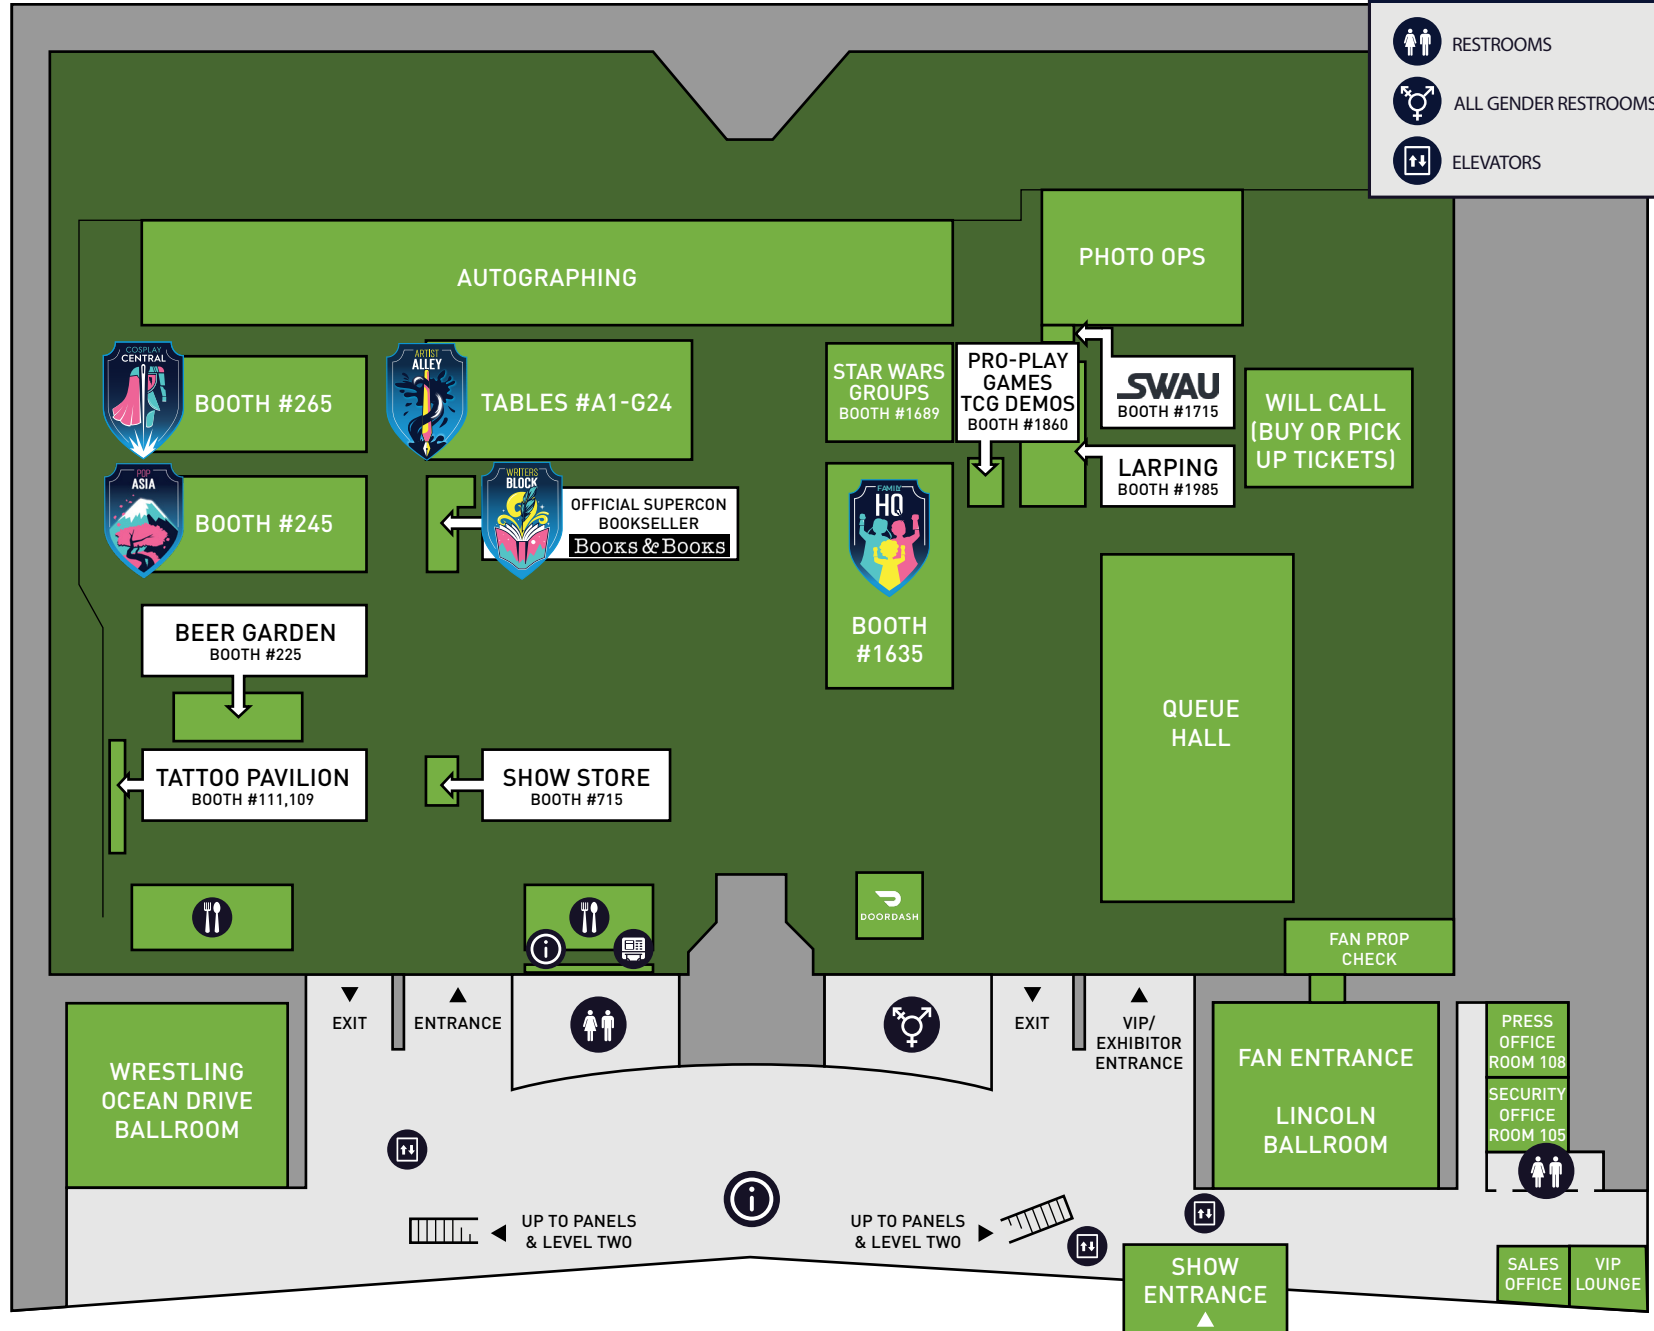 RESTROOMS
ALL GENDER RESTROOMS
ELEVATORS
AUTOGRAPHING
PHOTO OPS
COSPLAY
CENTRAL
BOOTH #265
ARTIST
ALLEY
TABLES #A1-G24
STAR WARS
GROUPS
BOOTH #1689
PRO-PLAY
GAMES
TCG DEMOS
BOOTH #1860
SWAU
BOOTH #1715
WILL CALL
(BUY OR PICK
UP TICKETS)
LARPING
BOOTH #1985
POP
ASIA
BOOTH #245
WRITERS
BLOCK
OFFICIAL SUPERCON
BOOKSELLER
BOOKS & BOOKS
FAMILY
HQ
BOOTH
#1635
BEER GARDEN
BOOTH #225
QUEUE
HALL
TATTOO PAVILION
BOOTH #111,109
SHOW STORE
BOOTH #715
DOORDASH
FAN PROP
CHECK
EXIT
ENTRANCE
EXIT
VIP/
EXHIBITOR
ENTRANCE
WRESTLING
OCEAN DRIVE
BALLROOM
FAN ENTRANCE
LINCOLN
BALLROOM
PRESS
OFFICE
ROOM 108
SECURITY
OFFICE
ROOM 105
UP TO PANELS
& LEVEL TWO
UP TO PANELS
& LEVEL TWO
SHOW
ENTRANCE
SALES
OFFICE
VIP
LOUNGE